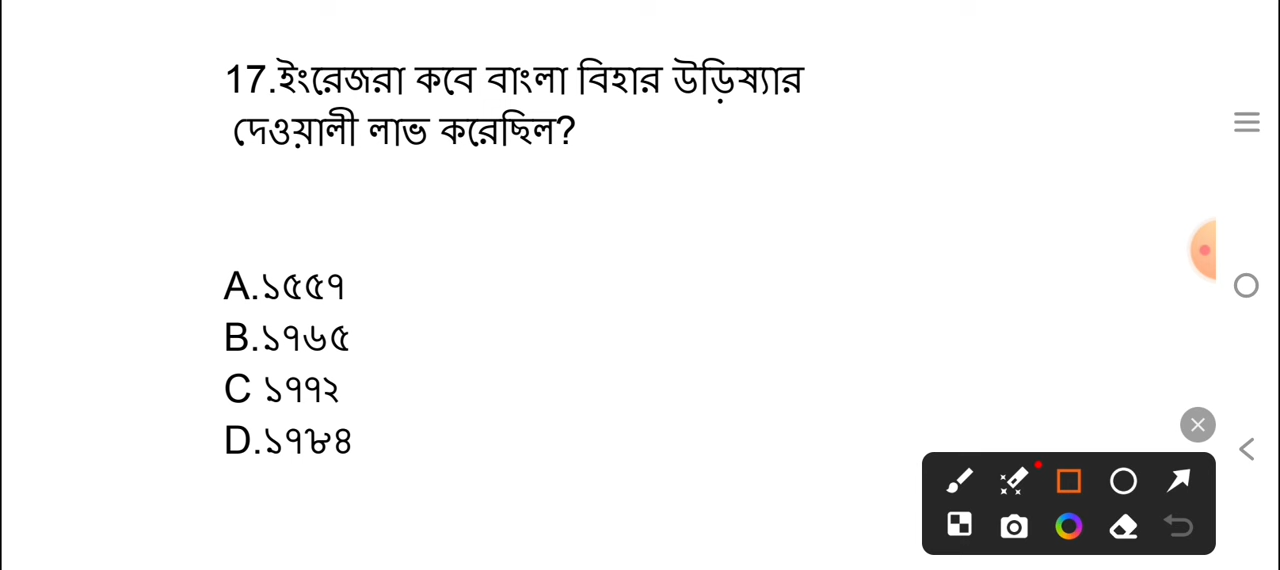 17.ইংরেজরা কবে বাংলা বিহার উড়িষ্যার
দেওয়ালী লাভ করেছিল?
A.১৫৫৭
B.১৭৬৫
C ১৭৭২
D.১৭৮৪